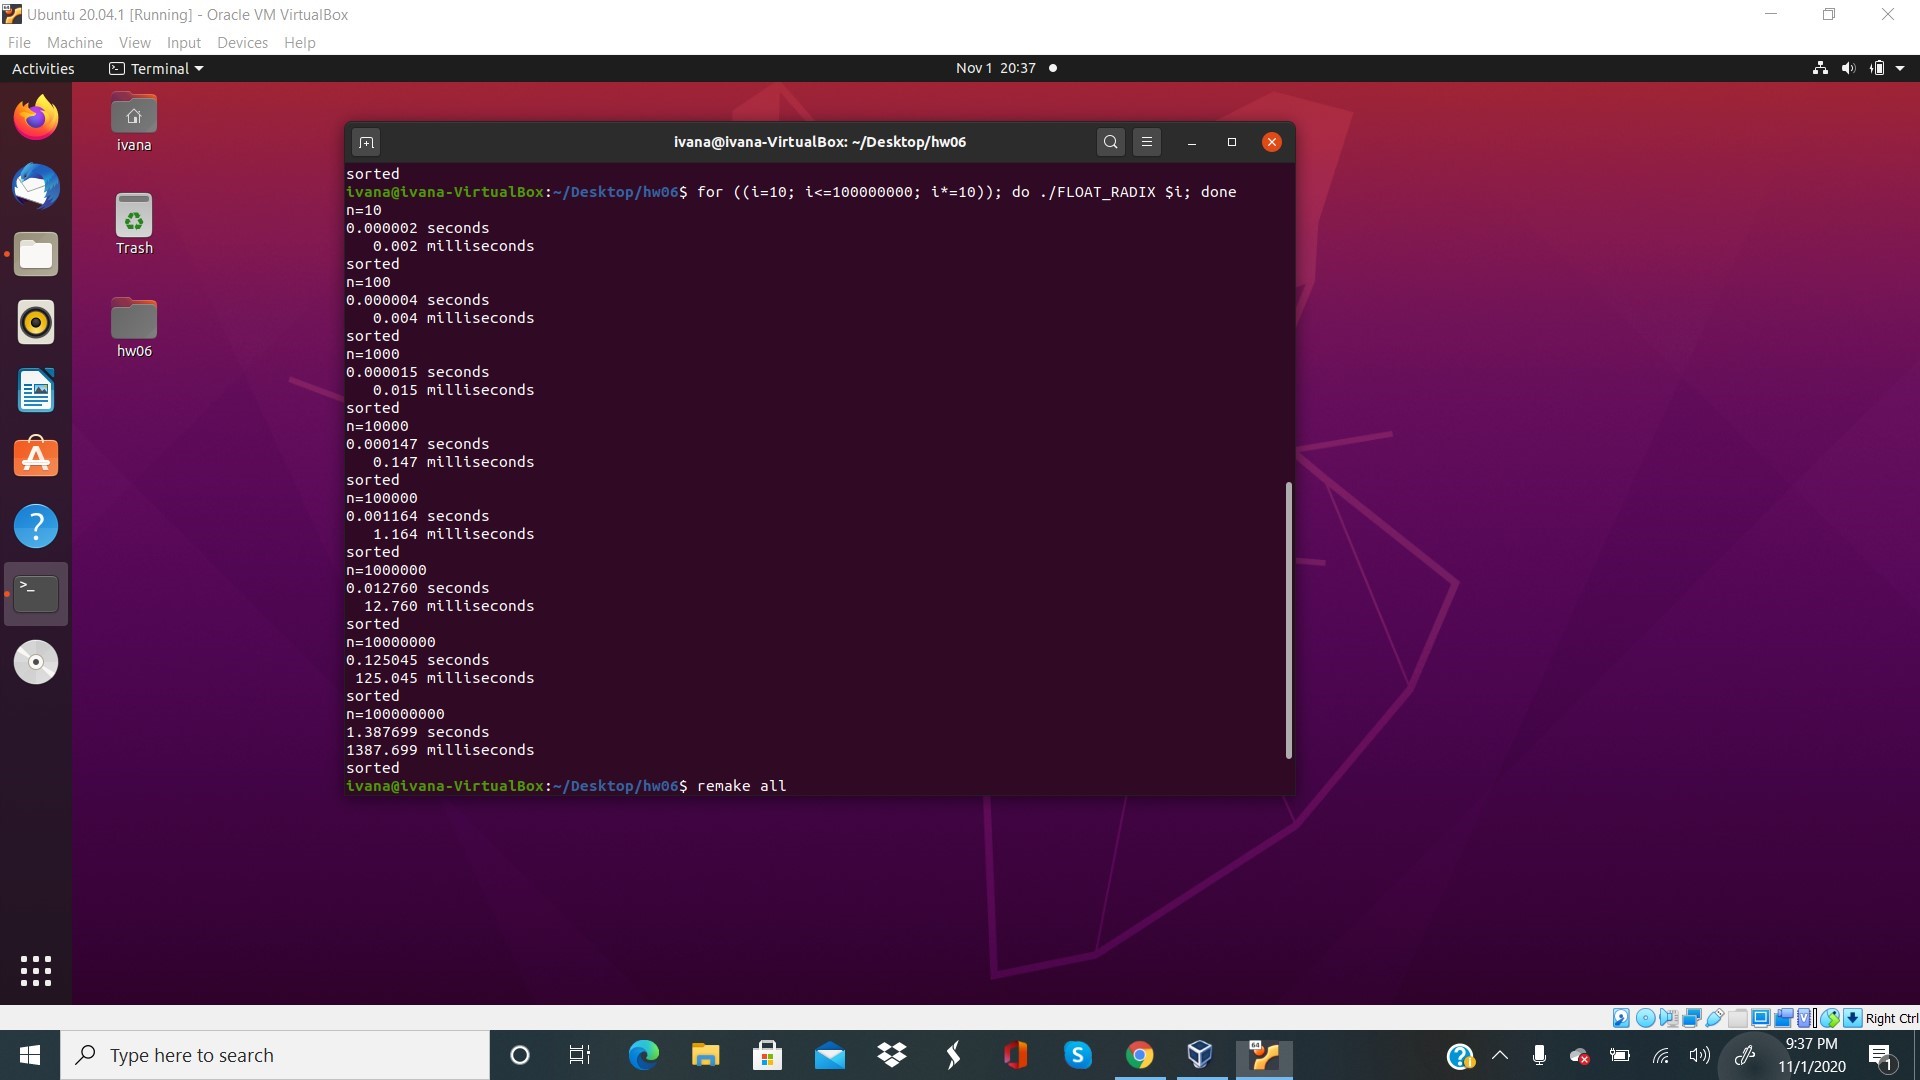 Ubuntu 20.04.1 [Running] - Oracle VM VirtualBox
File Machine View Input Devices Help
Activities Terminal Nov 1 20:37
ivana
Trash
hw06
ivana@ivana-VirtualBox: ~/Desktop/hw06
sorted
ivana@ivana-VirtualBox:~/Desktop/hw06$ for ((i=10; i<=100000000; i*=10)); do ./FLOAT_RADIX $i; done
n=10
0.000002 seconds
0.002 milliseconds
sorted
n=100
0.000004 seconds
0.004 milliseconds
sorted
n=1000
0.000015 seconds
0.015 milliseconds
sorted
n=10000
0.000147 seconds
0.147 milliseconds
sorted
n=100000
0.001164 seconds
1.164 milliseconds
sorted
n=1000000
0.012760 seconds
12.760 milliseconds
sorted
n=10000000
0.125045 seconds
125.045 milliseconds
sorted
n=100000000
1.387699 seconds
1387.699 milliseconds
sorted
ivana@ivana-VirtualBox:~/Desktop/hw06$ remake all
Right Ctrl
Type here to search
64
9:37 PM
11/1/2020
1